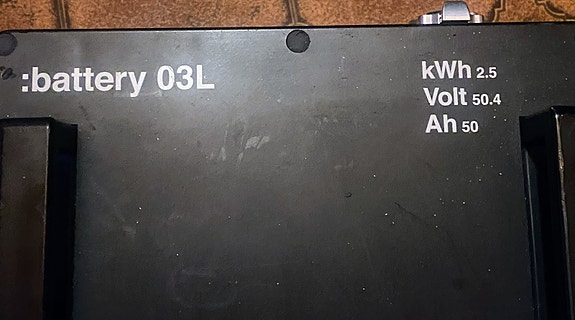 :battery 03L
kWh 2.5
Volt 50.4
Ah 50